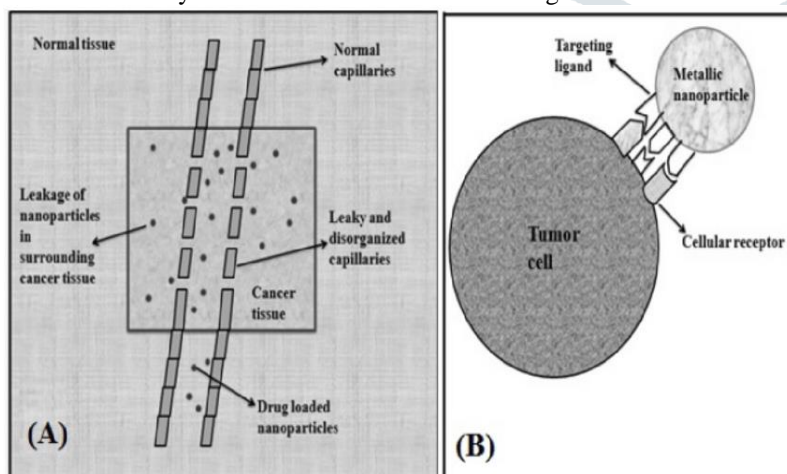 Normal tissue
Normal
capillaries
Leakage of
nanoparticles
in
surrounding
cancer tissue
Leaky and
disorganized
capillaries
Cancer
tissue
Drug loaded
nanoparticles
(A)
Targeting
ligand
Metallic
nanoparticle
Tumor
cell
Cellular receptor
(B)